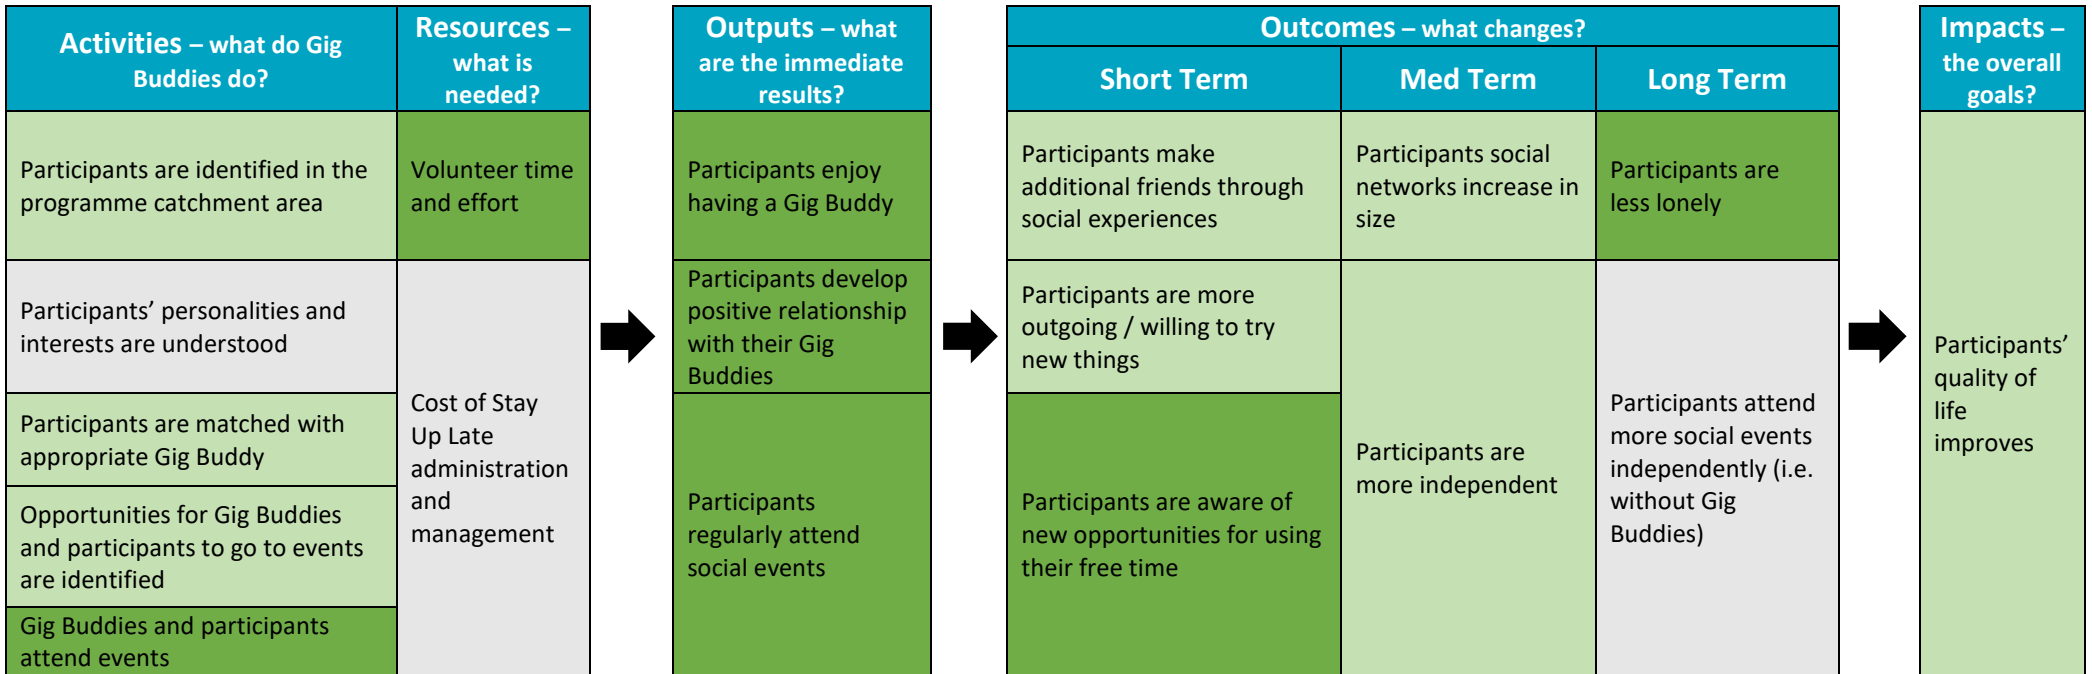 Activities – what do Gig
Buddies do?
Resources –
what is
needed?
Outputs – what
are the immediate
results?
Outcomes – what changes?
Short Term
Med Term
Long Term
Impacts –
the overall
goals?
Participants are identified in the
programme catchment area
Participants’ personalities and
interests are understood
Participants are matched with
appropriate Gig Buddy
Opportunities for Gig Buddies
and participants to go to events
are identified
Gig Buddies and participants
attend events
Volunteer time
and effort
Cost of Stay
Up Late
administration
and
management
Participants enjoy
having a Gig Buddy
Participants develop
positive relationship
with their Gig
Buddies
Participants
regularly attend
social events
Participants make
additional friends through
social experiences
Participants are more
outgoing / willing to try
new things
Participants are aware of
new opportunities for using
their free time
Participants social
networks increase in
size
Participants are
more independent
Participants are
less lonely
Participants attend
more social events
independently (i.e.
without Gig
Buddies)
Participants’
quality of
life
improves